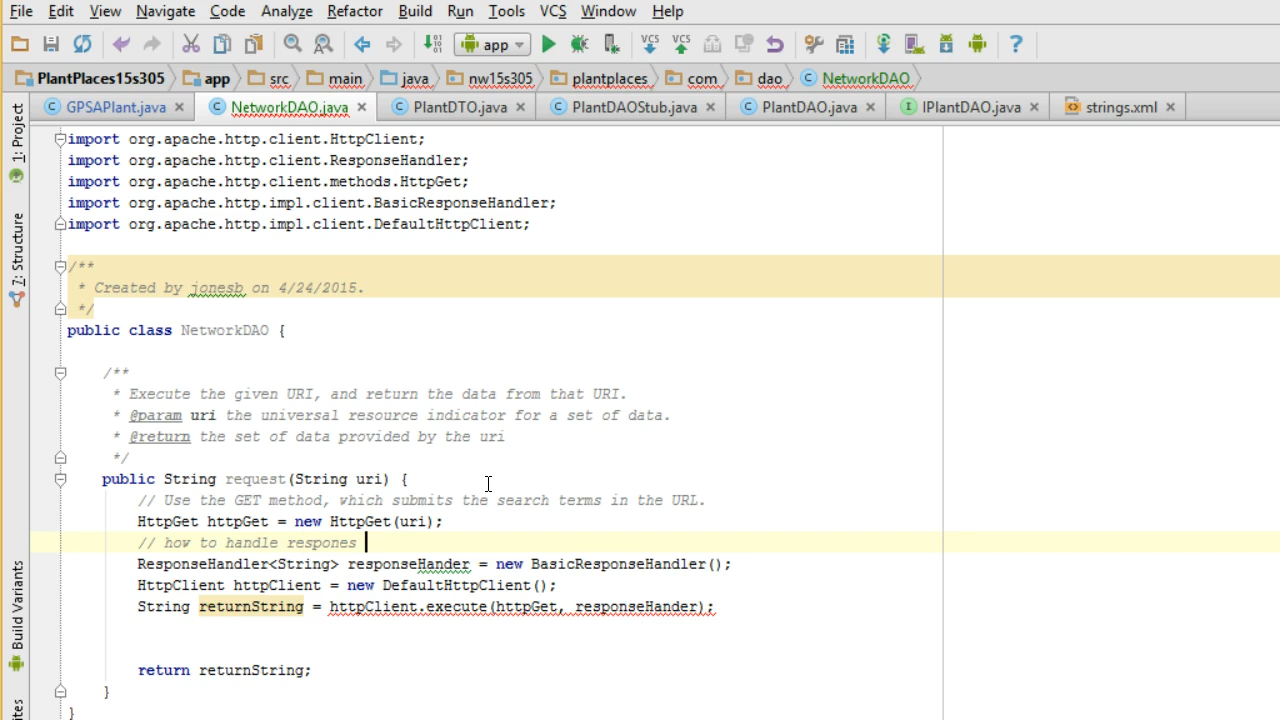 File Edit View Navigate Code Analyze Refactor Build Run Tools VCS Window Help
app VCS VCS ?
PlantPlaces15s305 app src main java nw15s305 plantplaces com dao NetworkDAO
GPSAPlant.java NetworkDAO.java PlantDTO.java PlantDAOStub.java PlantDAO.java IPlantDAO.java strings.xml
1: Project
7: Structure
Build Variants
import org.apache.http.client.HttpClient;
import org.apache.http.client.ResponseHandler;
import org.apache.http.client.methods.HttpGet;
import org.apache.http.impl.client.BasicResponseHandler;
import org.apache.http.impl.client.DefaultHttpClient;
/**
* Created by jonesb on 4/24/2015.
*/
public class NetworkDAO {
/**
* Execute the given URI, and return the data from that URI.
* @param uri the universal resource indicator for a set of data.
* @return the set of data provided by the uri
*/
public String request(String uri) {
// Use the GET method, which submits the search terms in the URL.
HttpGet httpGet = new HttpGet(uri);
// how to handle respones
ResponseHandler<String> responseHander = new BasicResponseHandler();
HttpClient httpClient = new DefaultHttpClient();
String returnString = httpClient.execute(httpGet, responseHander);
return returnString;
}
}